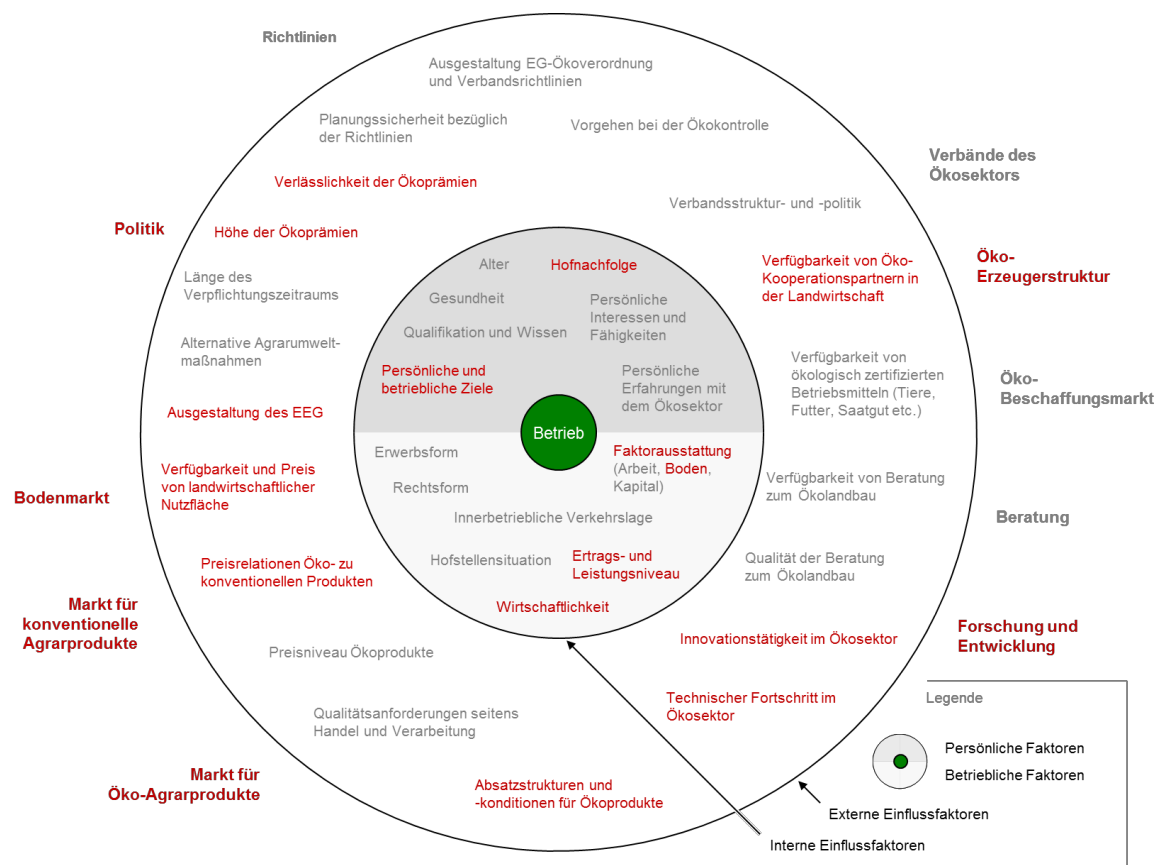 Richtlinien
Ausgestaltung EG-Ökoverordnung
und Verbandsrichtlinien
Planungssicherheit bezüglich
der Richtlinien
Vorgehen bei der Ökokontrolle
Verbände des
Ökosektors
Verlässlichkeit der Ökoprämien
Verbandsstruktur- und -politik
Politik
Höhe der Ökoprämien
Öko-
Erzeugerstruktur
Verfügbarkeit von Öko-
Kooperationspartnern in
der Landwirtschaft
Länge des
Verpflichtungszeitraums
Alter
Hofnachfolge
Gesundheit
Persönliche
Interessen und
Fähigkeiten
Qualifikation und Wissen
Alternative Agrarumwelt-
maßnahmen
Persönliche und
betriebliche Ziele
Persönliche
Erfahrungen mit
dem Ökosektor
Verfügbarkeit von
ökologisch zertifizierten
Betriebsmitteln (Tiere,
Futter, Saatgut etc.)
Öko-
Beschaffungsmarkt
Ausgestaltung des EEG
Betrieb
Erwerbsform
Faktorausstattung
(Arbeit, Boden,
Kapital)
Bodenmarkt
Verfügbarkeit und Preis
von landwirtschaftlicher
Nutzfläche
Rechtsform
Verfügbarkeit von Beratung
zum Ökolandbau
Innerbetriebliche Verkehrslage
Beratung
Hofstellensituation
Ertrags- und
Leistungsniveau
Qualität der Beratung
zum Ökolandbau
Preisrelationen Öko- zu
konventionellen Produkten
Wirtschaftlichkeit
Markt für
konventionelle
Agrarprodukte
Innovationstätigkeit im Ökosektor
Forschung und
Entwicklung
Preisniveau Ökoprodukte
Technischer Fortschritt im
Ökosektor
Qualitätsanforderungen seitens
Handel und Verarbeitung
Markt für
Öko-Agrarprodukte
Absatzstrukturen und
-konditionen für Ökoprodukte
Legende
Persönliche Faktoren
Betriebliche Faktoren
Externe Einflussfaktoren
Interne Einflussfaktoren